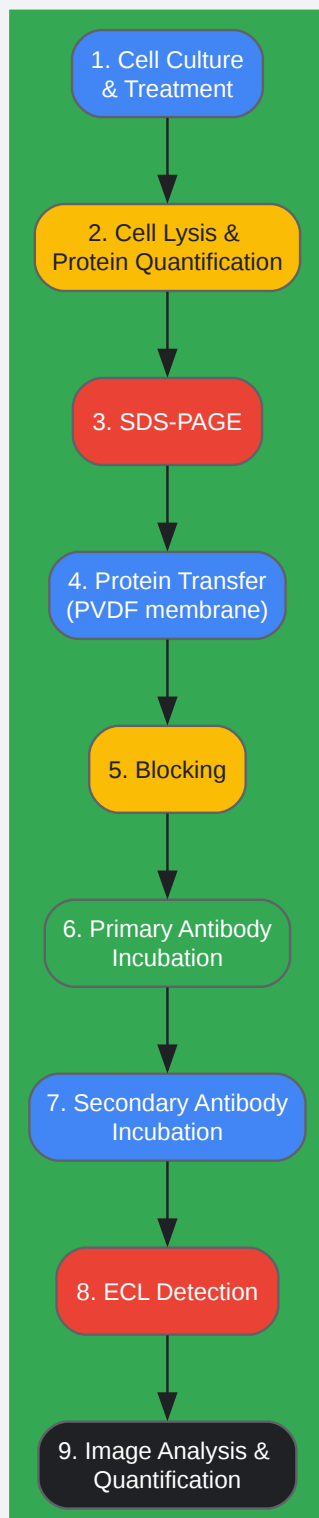 1. Cell Culture
& Treatment
2. Cell Lysis &
Protein Quantification
3. SDS-PAGE
4. Protein Transfer
(PVDF membrane)
5. Blocking
6. Primary Antibody
Incubation
7. Secondary Antibody
Incubation
8. ECL Detection
9. Image Analysis &
Quantification